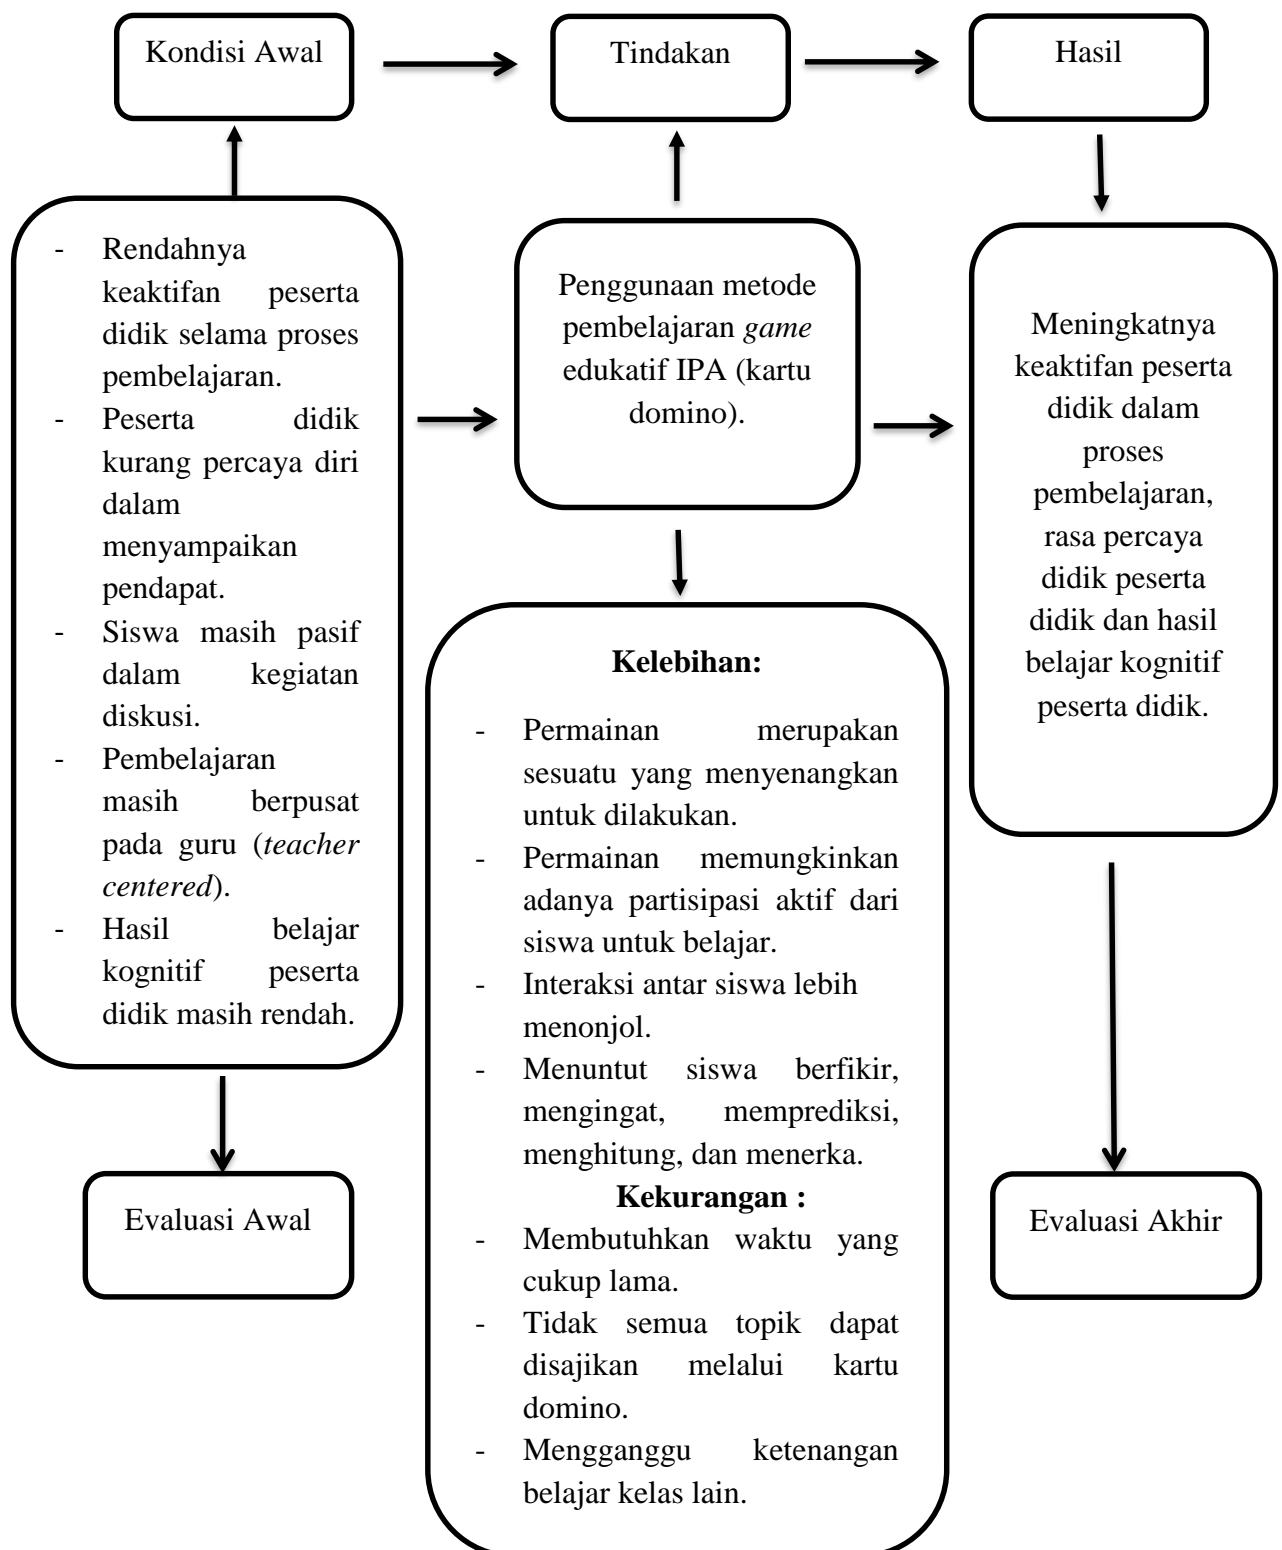 Kondisi Awal
Tindakan
Hasil
- Rendahnya
keaktifan peserta
didik selama proses
pembelajaran.
- Peserta didik
kurang percaya diri
dalam
menyampaikan
pendapat.
- Siswa masih pasif
dalam kegiatan
diskusi.
- Pembelajaran
masih berpusat
pada guru (teacher
centered).
- Hasil belajar
kognitif peserta
didik masih rendah.
Penggunaan metode
pembelajaran game
edukatif IPA (kartu
domino).
Meningkatnya
keaktifan peserta
didik dalam
proses
pembelajaran,
rasa percaya
didik peserta
didik dan hasil
belajar kognitif
peserta didik.
Kelebihan:
- Permainan merupakan
sesuatu yang menyenangkan
untuk dilakukan.
- Permainan memungkinkan
adanya partisipasi aktif dari
siswa untuk belajar.
- Interaksi antar siswa lebih
menonjol.
- Menuntut siswa berfikir,
mengingat, memprediksi,
menghitung, dan menerka.
Kekurangan :
- Membutuhkan waktu yang
cukup lama.
- Tidak semua topik dapat
disajikan melalui kartu
domino.
- Mengganggu ketenangan
belajar kelas lain.
Evaluasi Awal
Evaluasi Akhir